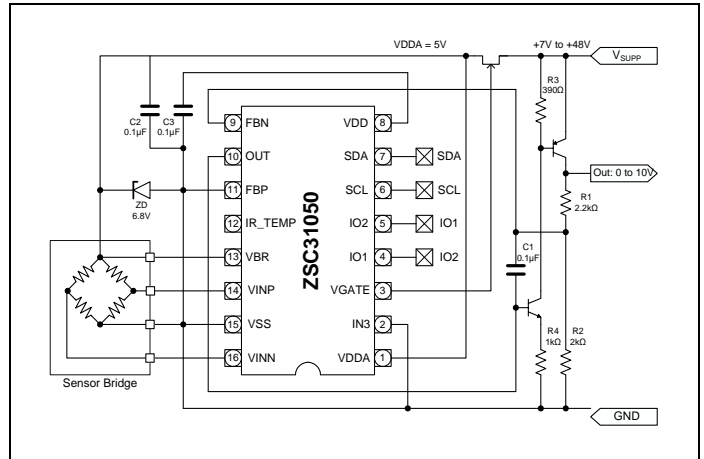 VDDA = 5V
+7V to +48V
VSUPP
R3
390Ω
C2
0.1µF
C3
0.1µF
9 FBN
VDD 8
10 OUT
SDA 7
SDA
11 FBP
SCL 6
SCL
12 IR_TEMP
IO2 5
IO1
13 VBR
IO1 4
IO2
14 VINP
VGATE 3
15 VSS
IN3 2
16 VINN
VDDA 1
ZSC31050
ZD
6.8V
Out: 0 to 10V
R1
2.2kΩ
C1
0.1µF
R4
1kΩ
R2
2kΩ
Sensor Bridge
GND